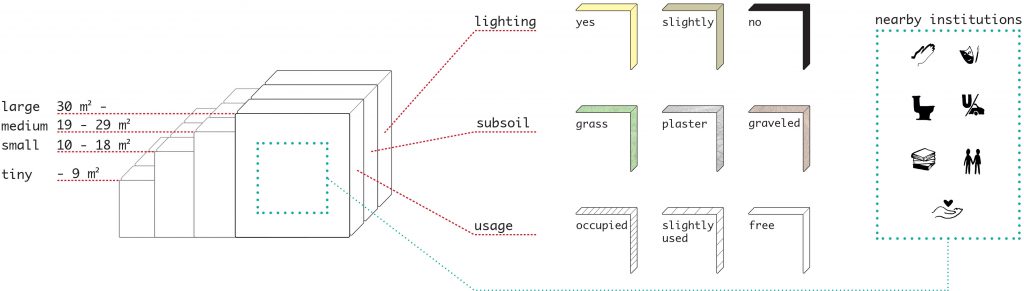 lighting
yes
slightly
no
nearby institutions
large 30 m² -
medium 19 - 29 m²
small 10 - 18 m²
tiny - 9 m²
subsoil
grass
plaster
graveled
usage
occupied
slightly
used
free
U